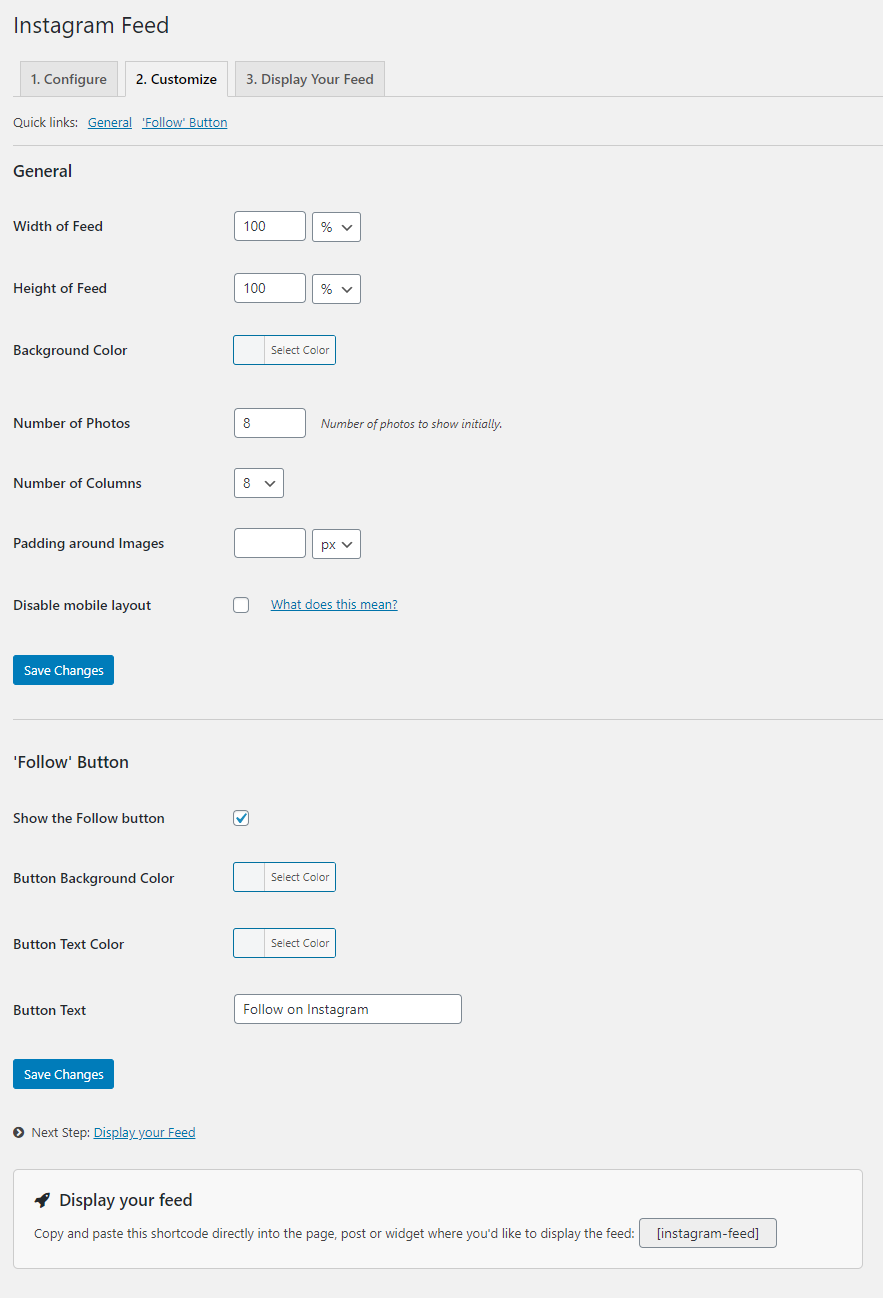 Instagram Feed
1. Configure 2. Customize 3. Display Your Feed
Quick links: General 'Follow' Button
General
Width of Feed 100 %
Height of Feed 100 %
Background Color Select Color
Number of Photos 8 Number of photos to show initially.
Number of Columns 8
Padding around Images px
Disable mobile layout What does this mean?
Save Changes
'Follow' Button
Show the Follow button
Button Background Color Select Color
Button Text Color Select Color
Button Text Follow on Instagram
Save Changes
Next Step: Display your Feed
Display your feed
Copy and paste this shortcode directly into the page, post or widget where you'd like to display the feed: [instagram-feed]